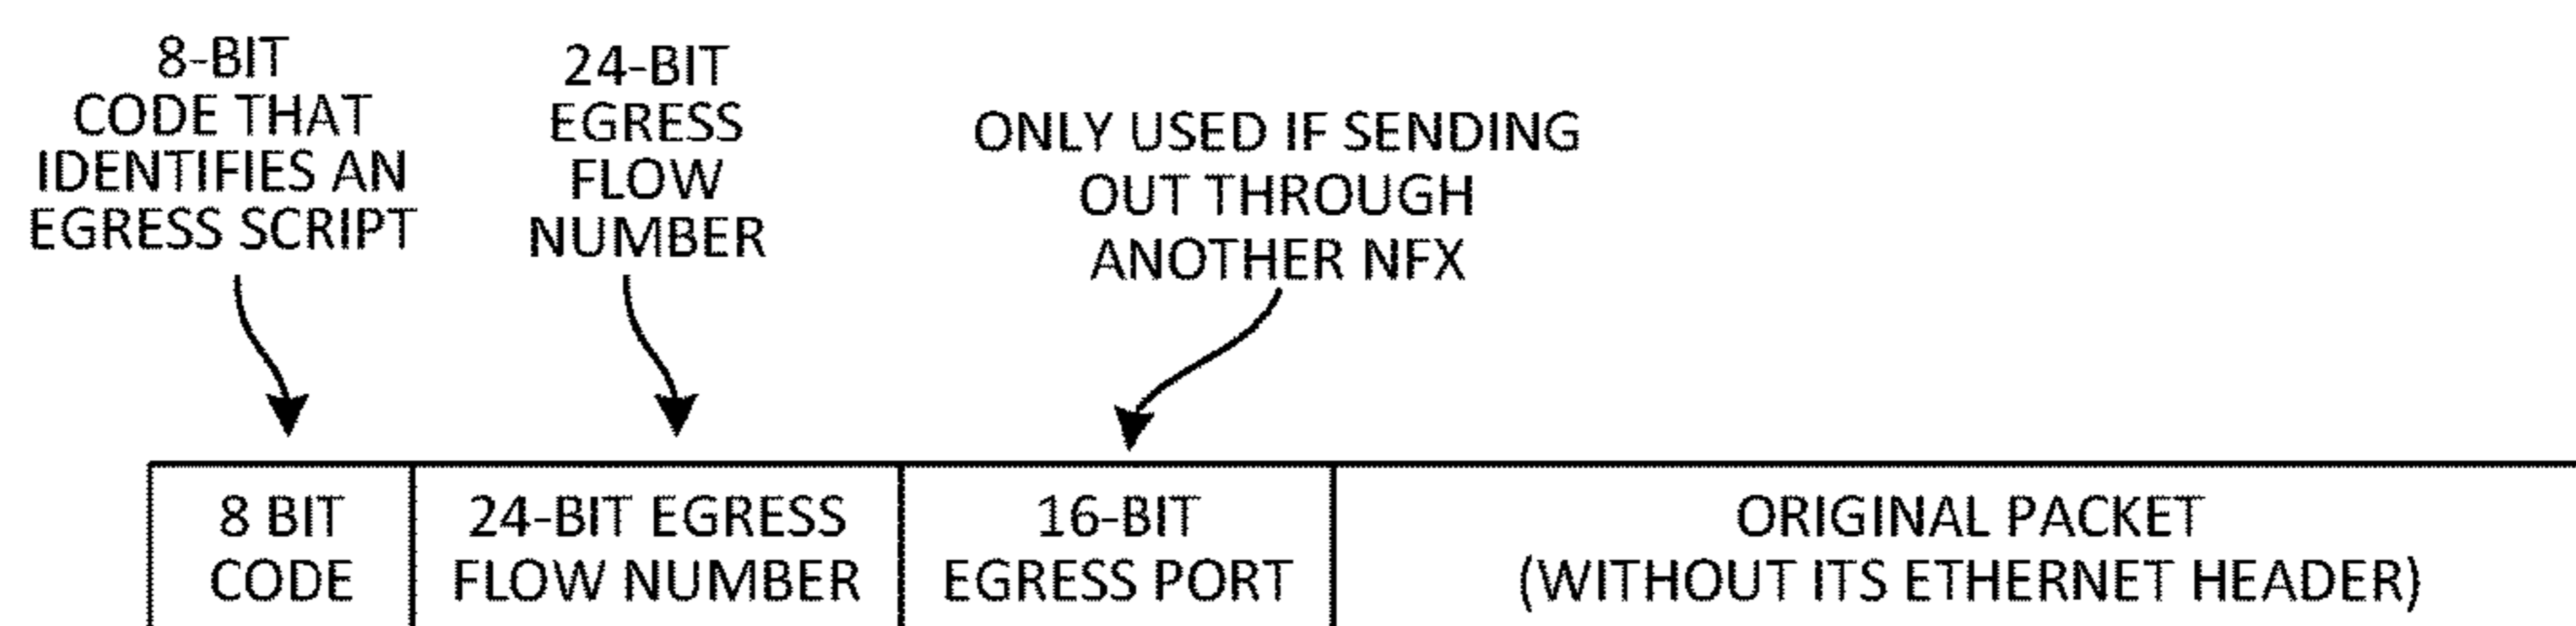 8-BIT
CODE THAT
IDENTIFIES AN
EGRESS SCRIPT
24-BIT
EGRESS
FLOW
NUMBER
ONLY USED IF SENDING
OUT THROUGH
ANOTHER NFX
8 BIT
CODE
24-BIT EGRESS
FLOW NUMBER
16-BIT
EGRESS PORT
ORIGINAL PACKET
(WITHOUT ITS ETHERNET HEADER)